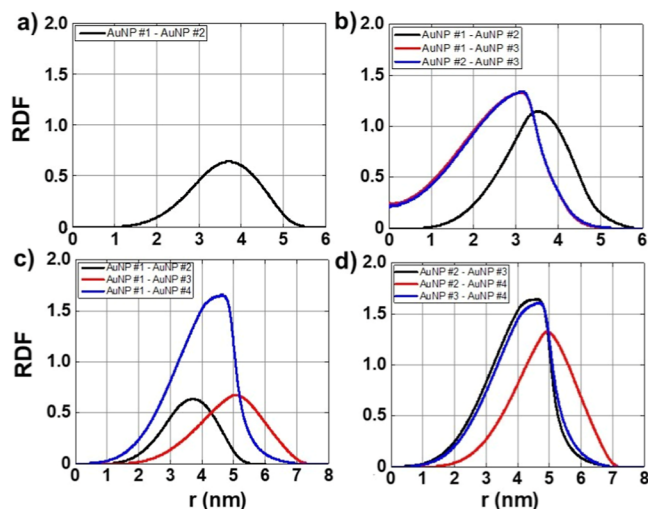 a)
2.0
1.5
1.0
0.5
0
RDF
AuNP #1 - AuNP #2
0 1 2 3 4 5 6
b)
2.0
1.5
1.0
0.5
0
AuNP #1 - AuNP #2
AuNP #1 - AuNP #3
AuNP #2 - AuNP #3
0 1 2 3 4 5 6
c)
2.0
1.5
1.0
0.5
0
RDF
AuNP #1 - AuNP #2
AuNP #1 - AuNP #3
AuNP #1 - AuNP #4
0 1 2 3 4 5 6 7 8
r (nm)
d)
2.0
1.5
1.0
0.5
0
AuNP #2 - AuNP #3
AuNP #2 - AuNP #4
AuNP #3 - AuNP #4
0 1 2 3 4 5 6 7 8
r (nm)